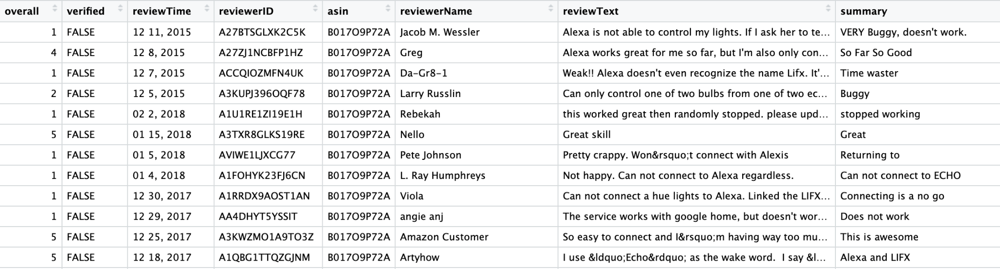 overall verified reviewTime reviewerID asin reviewerName reviewText summary
1 FALSE 12 11, 2015 A27BTSGLXK2C5K B017O9P72A Jacob M. Wessler Alexa is not able to control my lights. If I ask her to te... VERY Buggy, doesn't work.
4 FALSE 12 8, 2015 A27ZJ1NCBFP1HZ B017O9P72A Greg Alexa works great for me so far, but I'm also only con... So Far So Good
1 FALSE 12 7, 2015 ACCQIOZMFN4UK B017O9P72A Da-Gr8-1 Weak!! Alexa doesn't even recognize the name Lifx. It'... Time waster
2 FALSE 12 5, 2015 A3KUPJ396OQF78 B017O9P72A Larry Russlin Can only control one of two bulbs from one of two ec... Buggy
1 FALSE 02 2, 2018 A1U1RE1ZI19E1H B017O9P72A Rebekah this worked great then randomly stopped. please upd... stopped working
5 FALSE 01 15, 2018 A3TXR8GLKS19RE B017O9P72A Nello Great skill Great
1 FALSE 01 5, 2018 AVIWE1LJXCG77 B017O9P72A Pete Johnson Pretty crappy. Won&rsquo;t connect with Alexis Returning to
1 FALSE 01 4, 2018 A1FOHYK23FJ6CN B017O9P72A L. Ray Humphreys Not happy. Can not connect to Alexa regardless. Can not connect to ECHO
1 FALSE 12 30, 2017 A1RRDX9AOST1AN B017O9P72A Viola Can not connect a hue lights to Alexa. Linked the LIFX... Connecting is a no go
1 FALSE 12 29, 2017 AA4DHYT5YSSIT B017O9P72A angie anj The service works with google home, but doesn't wor... Does not work
5 FALSE 12 25, 2017 A3KWZMO1A9TO3Z B017O9P72A Amazon Customer So easy to connect and I&rsquo;m having way too mu... This is awesome
5 FALSE 12 18, 2017 A1QBG1TTQZGJNM B017O9P72A Artyhow I use &ldquo;Echo&rdquo; as the wake word.  I say &l... Alexa and LIFX